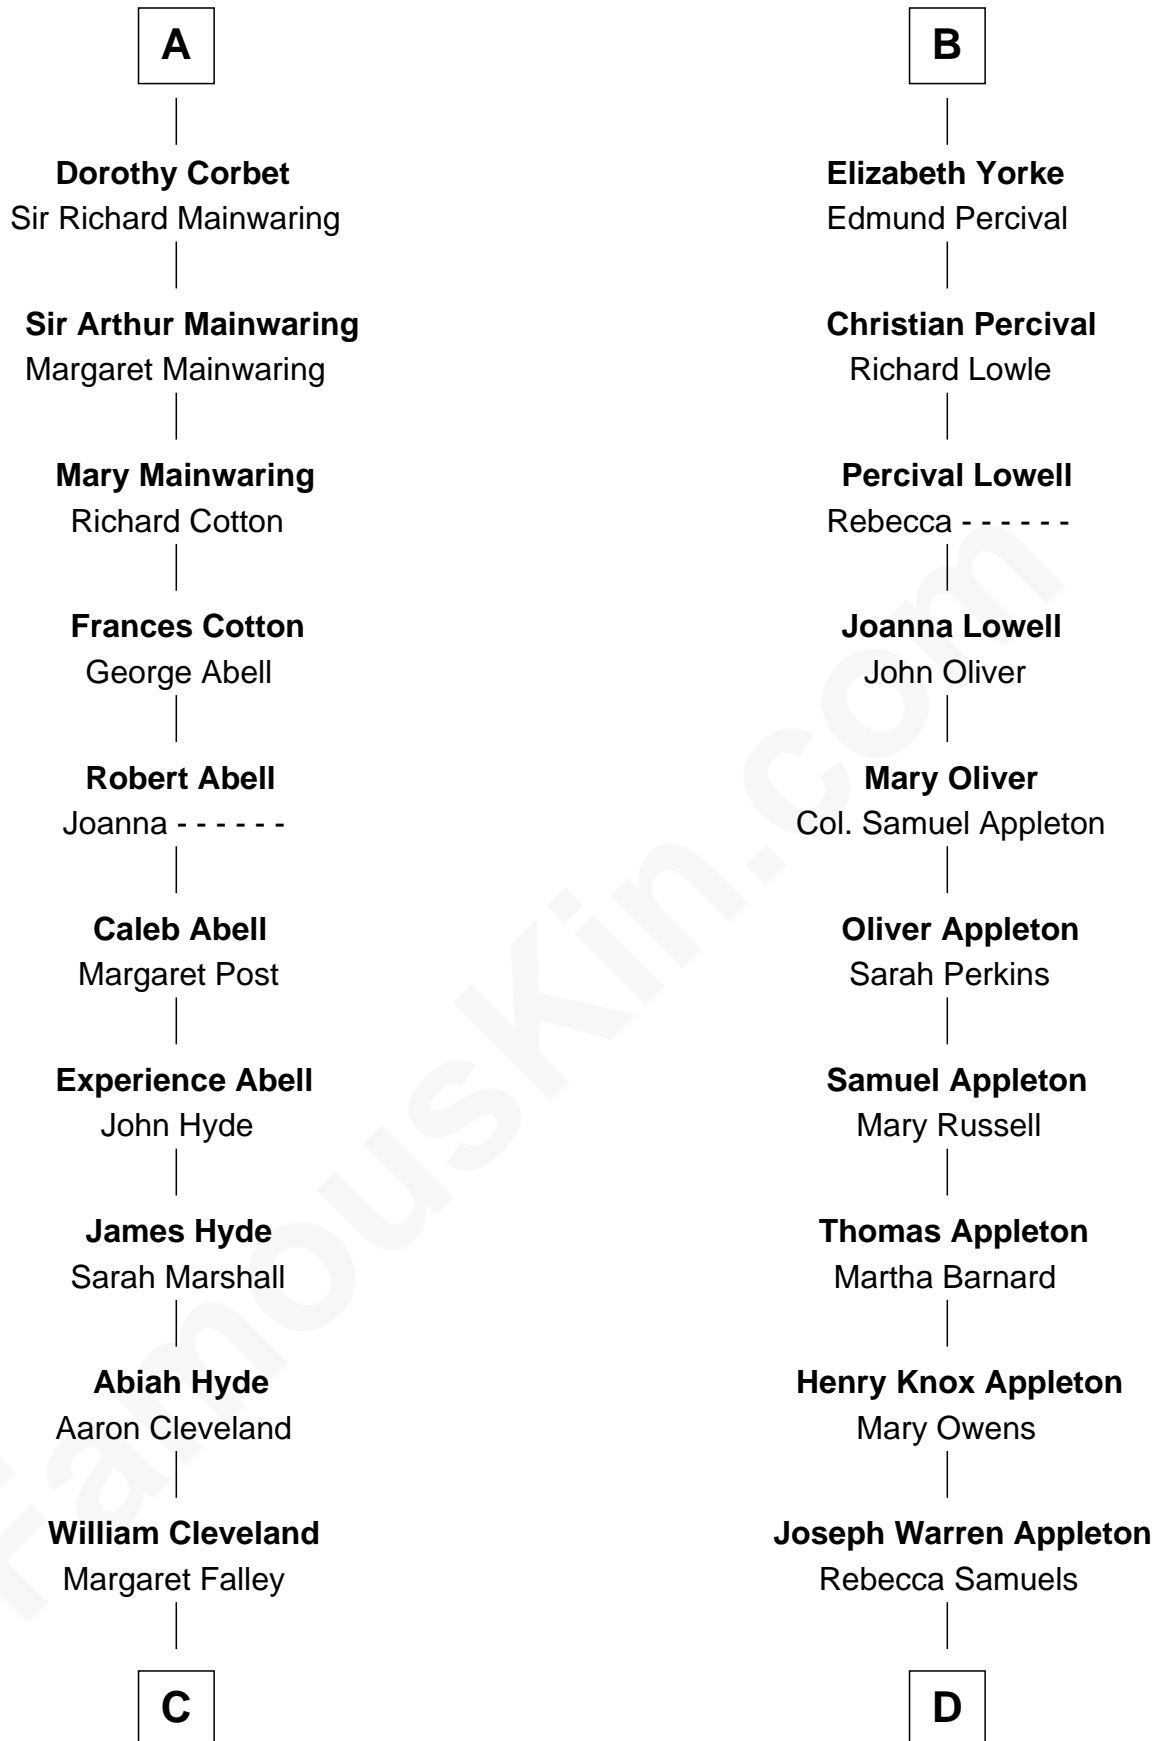 A
Dorothy Corbet
Sir Richard Mainwaring
Sir Arthur Mainwaring
Margaret Mainwaring
Mary Mainwaring
Richard Cotton
Frances Cotton
George Abell
Robert Abell
Joanna - - - - - -
Caleb Abell
Margaret Post
Experience Abell
John Hyde
James Hyde
Sarah Marshall
Abiah Hyde
Aaron Cleveland
William Cleveland
Margaret Falley
C
B
Elizabeth Yorke
Edmund Percival
Christian Percival
Richard Lowle
Percival Lowell
Rebecca - - - - - -
Joanna Lowell
John Oliver
Mary Oliver
Col. Samuel Appleton
Oliver Appleton
Sarah Perkins
Samuel Appleton
Mary Russell
Thomas Appleton
Martha Barnard
Henry Knox Appleton
Mary Owens
Joseph Warren Appleton
Rebecca Samuels
D
FamousKin.com